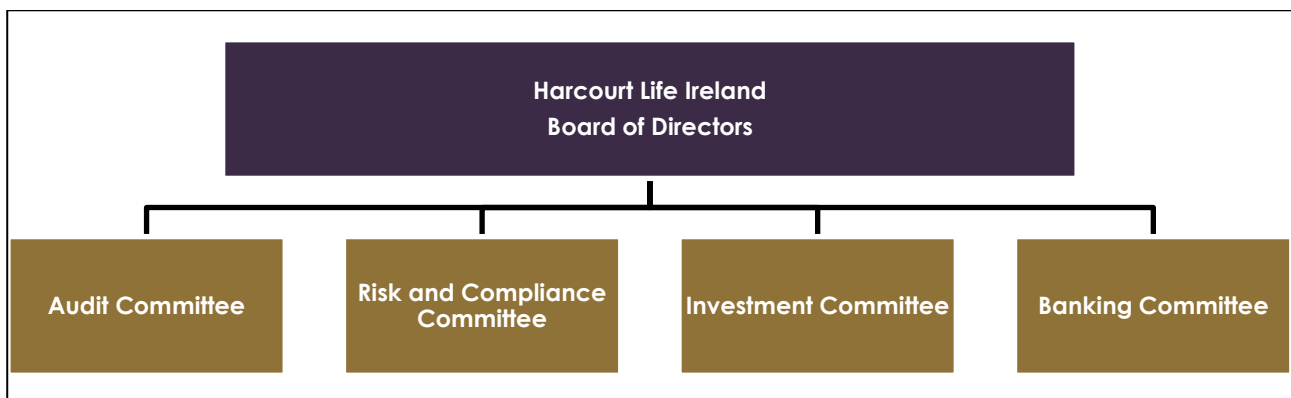 Harcourt Life Ireland
Board of Directors
Audit Committee
Risk and Compliance
Committee
Investment Committee
Banking Committee